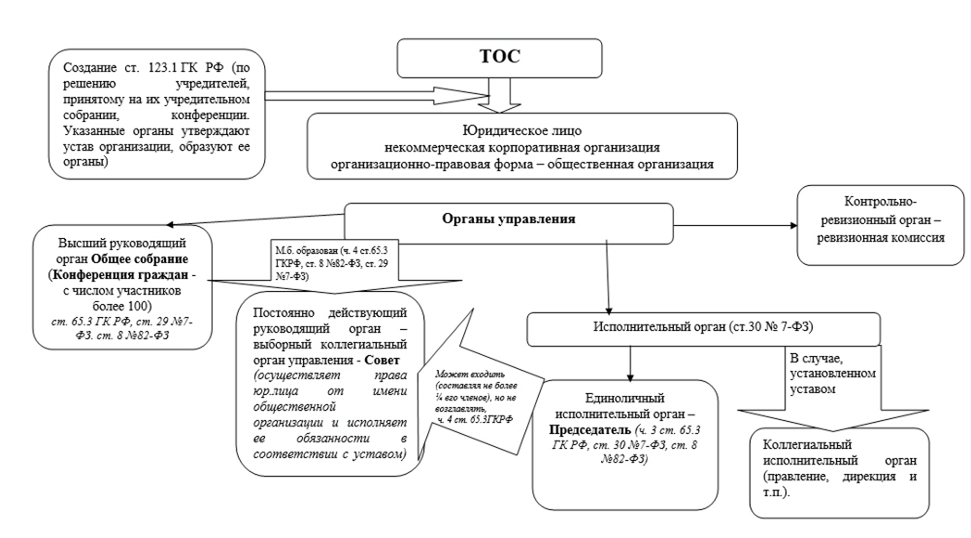 ТОС
Создание ст. 123.1 ГК РФ (по
решению учредителей,
принятому на их учредительном
собрании, конференции.
Указанные органы утверждают
устав организации, образуют ее
органы)
Юридическое лицо
некоммерческая корпоративная организация
организационно-правовая форма – общественная организация
Органы управления
Контрольно-
ревизионный орган –
ревизионная комиссия
Высший руководящий
орган Общее собрание
(Конференция граждан -
с числом участников
более 100)
ст. 65.3 ГК РФ, ст. 29 №7-
ФЗ. ст. 8 №82-ФЗ
М.б. образован (ч. 4 ст.65.3
ГКРФ, ст. 8 №82-ФЗ, ст. 29
№7-ФЗ)
Постоянно действующий
руководящий орган –
выборный коллегиальный
орган управления - Совет
(осуществляет права
юр.лица от имени
общественной
организации и исполняет
ее обязанности в
соответствии с уставом)
Может входить
(составляя не более
¼ его членов), но не
возглавлять,
ч. 4 ст. 65.3ГКРФ
Исполнительный орган (ст.30 № 7-ФЗ)
Единоличный
исполнительный орган –
Председатель (ч. 3 ст. 65.3
ГК РФ, ст. 30 №7-ФЗ, ст. 8
№82-ФЗ)
В случае,
установленном
уставом
Коллегиальный
исполнительный орган
(правление, дирекция и
т.п.).